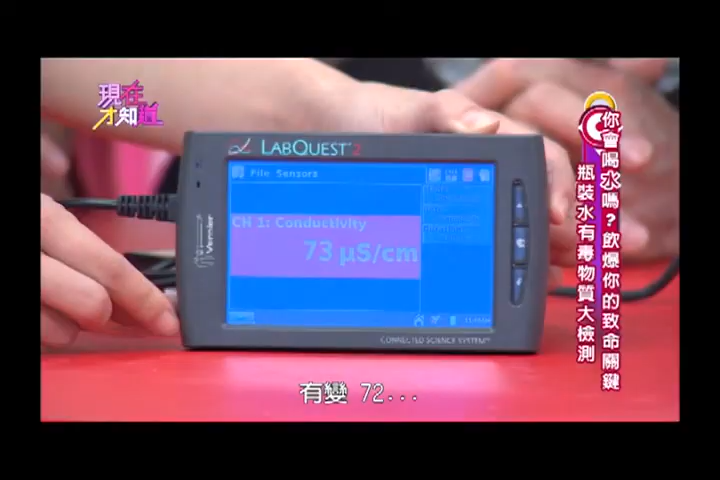 現在
才知道
你會喝水嗎？飲爆你的致命關鍵
瓶裝水有毒物質大檢測
LABQUEST 2
File Sensors
CH 1: Conductivity
73 µS/cm
Vernier
CONNECTED SCIENCE SYSTEM
有變 72...